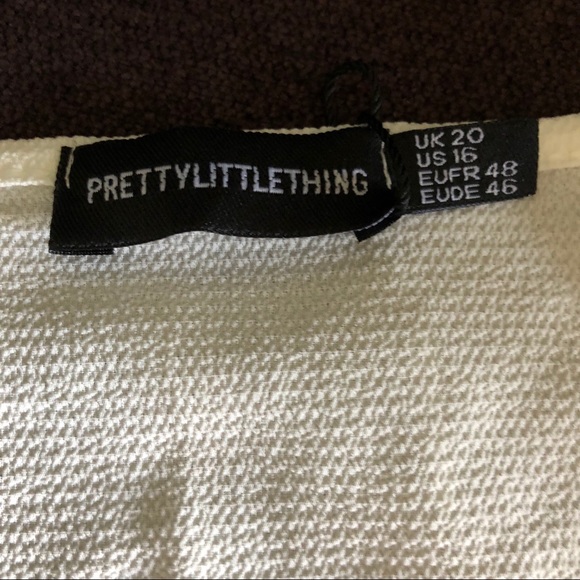 PRETTYLITTLETHING
UK 20
US 16
EUFR 48
EUDE 46